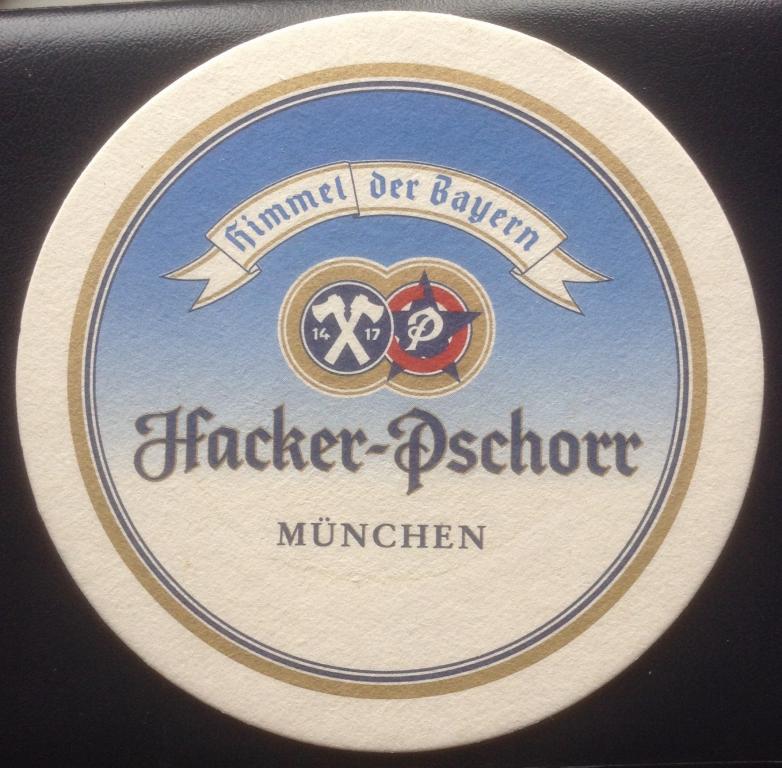 Himmel der Bayern
14 17 P
Hacker-Pschorr
MÜNCHEN